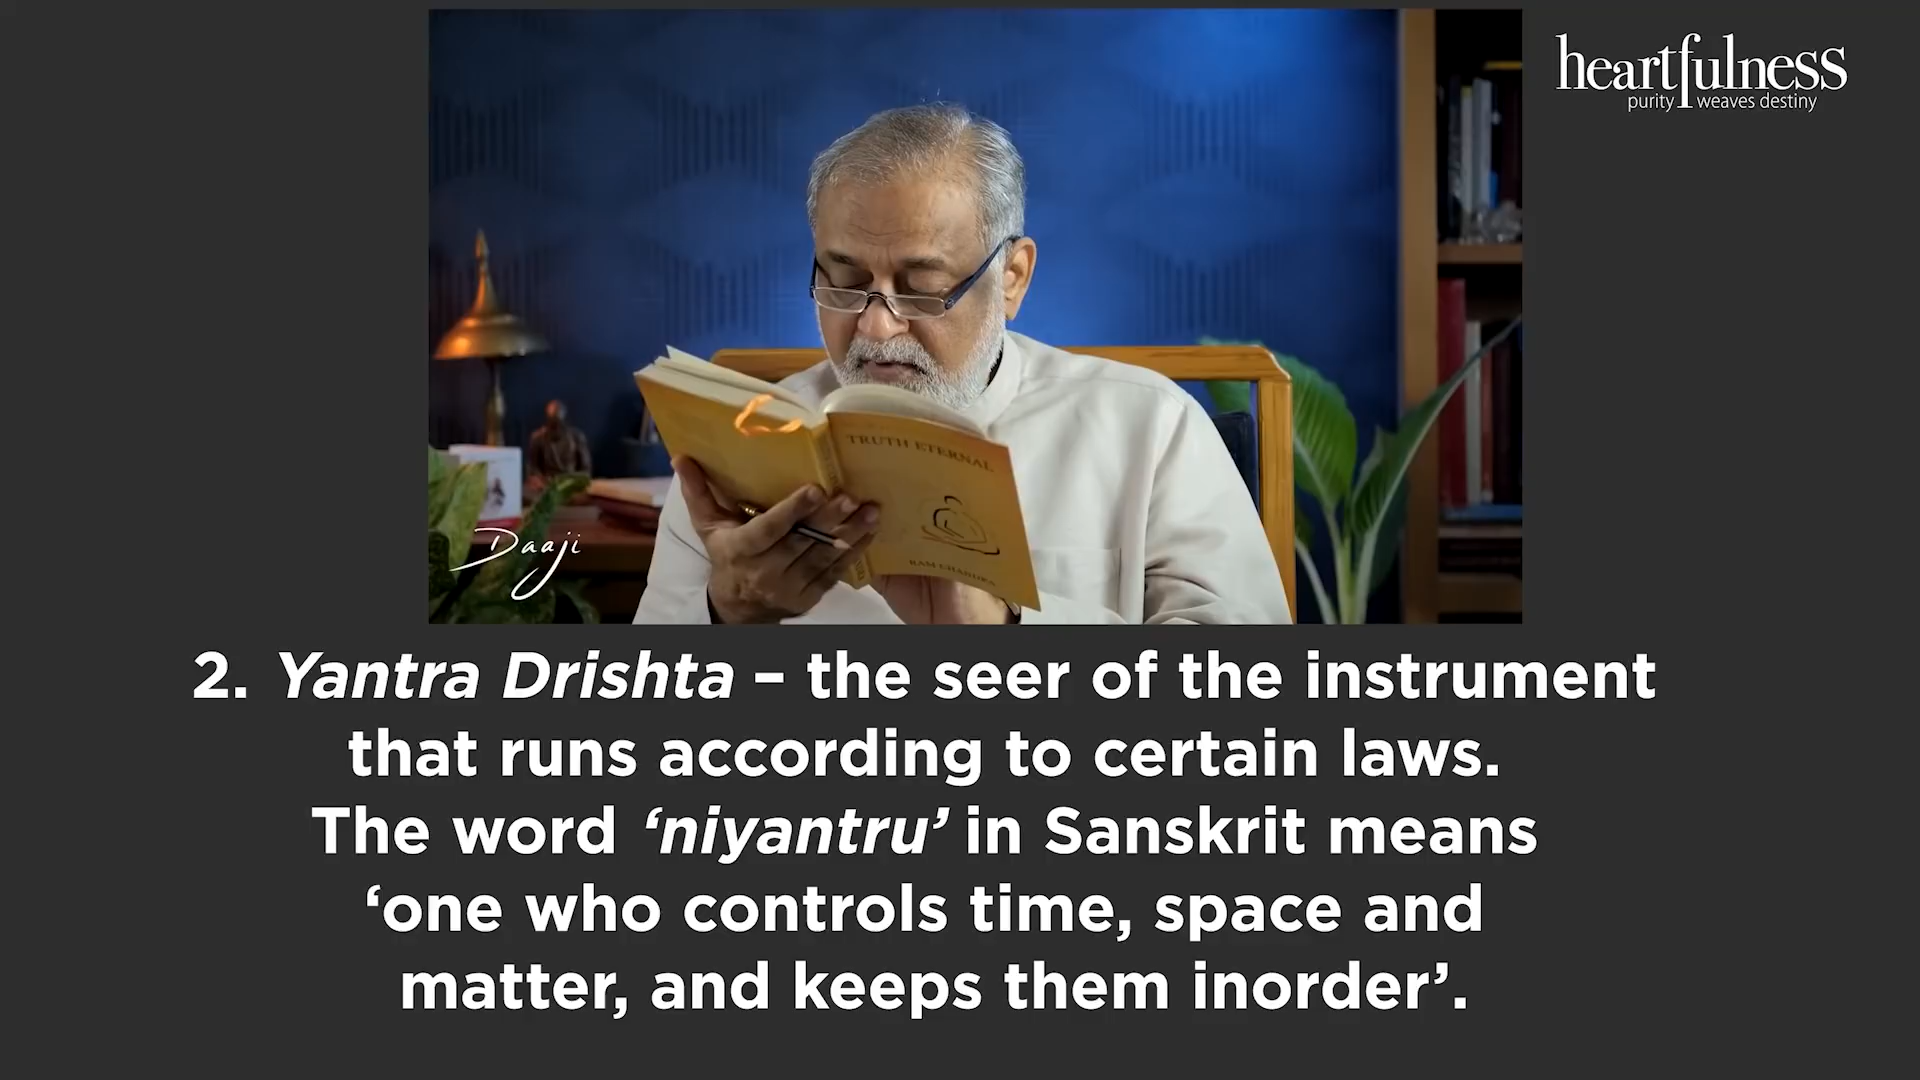 heartfulness
purity weaves destiny
TRUTH ETERNAL
RAM CHANDRA
Daaji
2. Yantra Drishta – the seer of the instrument
that runs according to certain laws.
The word ‘niyantru’ in Sanskrit means
‘one who controls time, space and
matter, and keeps them inorder’.